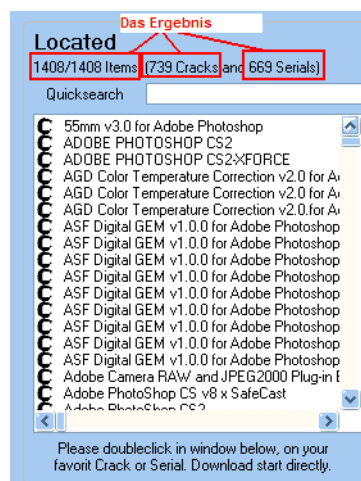 Das Ergebnis
Located
1408/1408 Items (739 Cracks and 669 Serials)
Quicksearch
C 55mm v3.0 for Adobe Photoshop
C ADOBE PHOTOSHOP CS2
C ADOBE PHOTOSHOP CS2-XFORCE
C AGD Color Temperature Correction v2.0 for A
C AGD Color Temperature Correction v2.0 for A
C AGD Color Temperature Correction v2.0.for A
C ASF Digital GEM v1.0.0 for Adobe Photoshop
C ASF Digital GEM v1.0.0 for Adobe Photoshop
C ASF Digital GEM v1.0.0 for Adobe Photoshop
C ASF Digital GEM v1.0.0 for Adobe Photoshop
C ASF Digital GEM v1.0.0 for Adobe Photoshop
C ASF Digital GEM v1.0.0 for Adobe Photoshop
C ASF Digital GEM v1.0.0 for Adobe Photoshop
C ASF Digital GEM v1.0.0 for Adobe Photoshop
C Adobe Camera RAW and JPEG2000 Plug-in
C Adobe PhotoShop CS v8 x SafeCast
C Adobe PhotoShop CS2
Please doubleclick in window below, on your
favorit Crack or Serial. Download start directly.